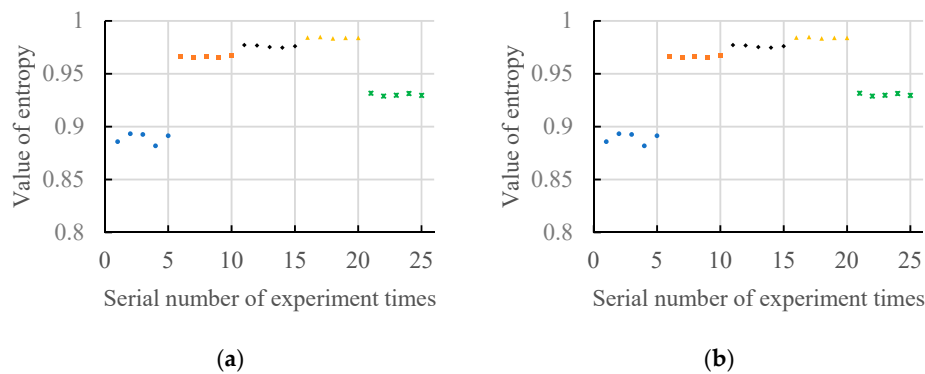 1
0.95
0.9
0.85
0.8
Value of entropy
0 5 10 15 20 25
Serial number of experiment times
(a)
1
0.95
0.9
0.85
0.8
Value of entropy
0 5 10 15 20 25
Serial number of experiment times
(b)